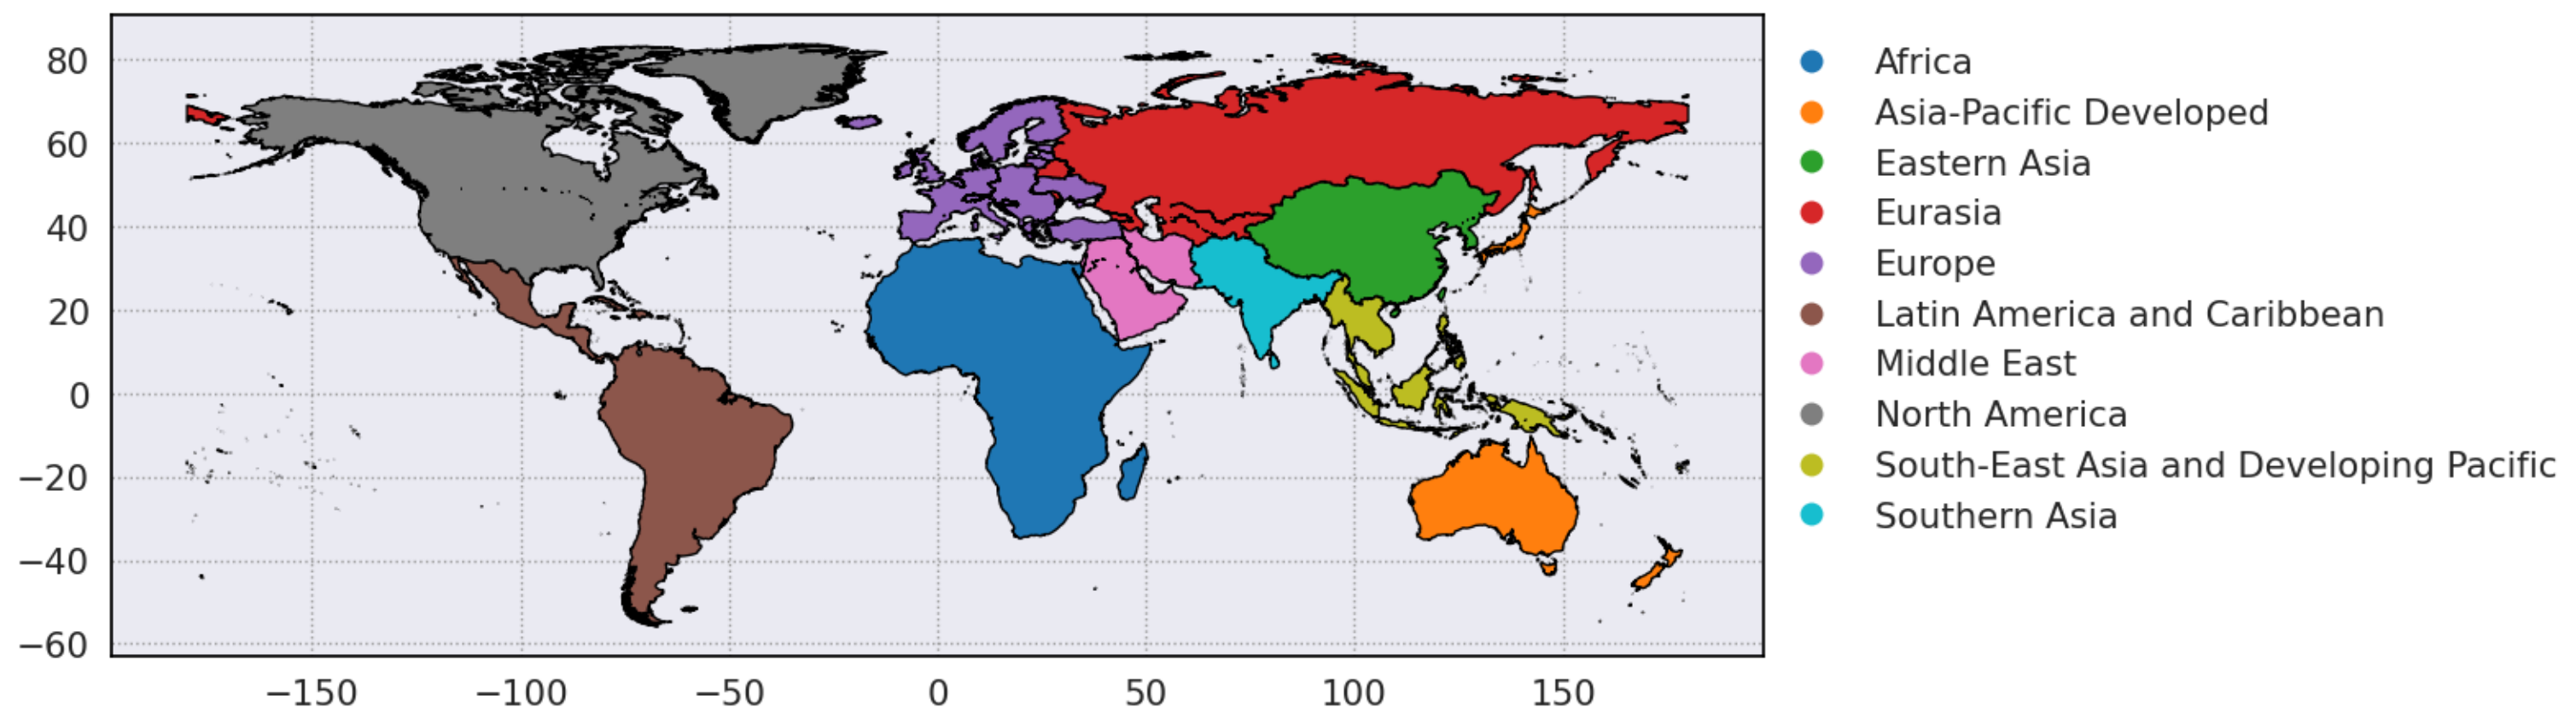 80
60
40
20
0
−20
−40
−60
−150 −100 −50 0 50 100 150
Africa
Asia-Pacific Developed
Eastern Asia
Eurasia
Europe
Latin America and Caribbean
Middle East
North America
South-East Asia and Developing Pacific
Southern Asia